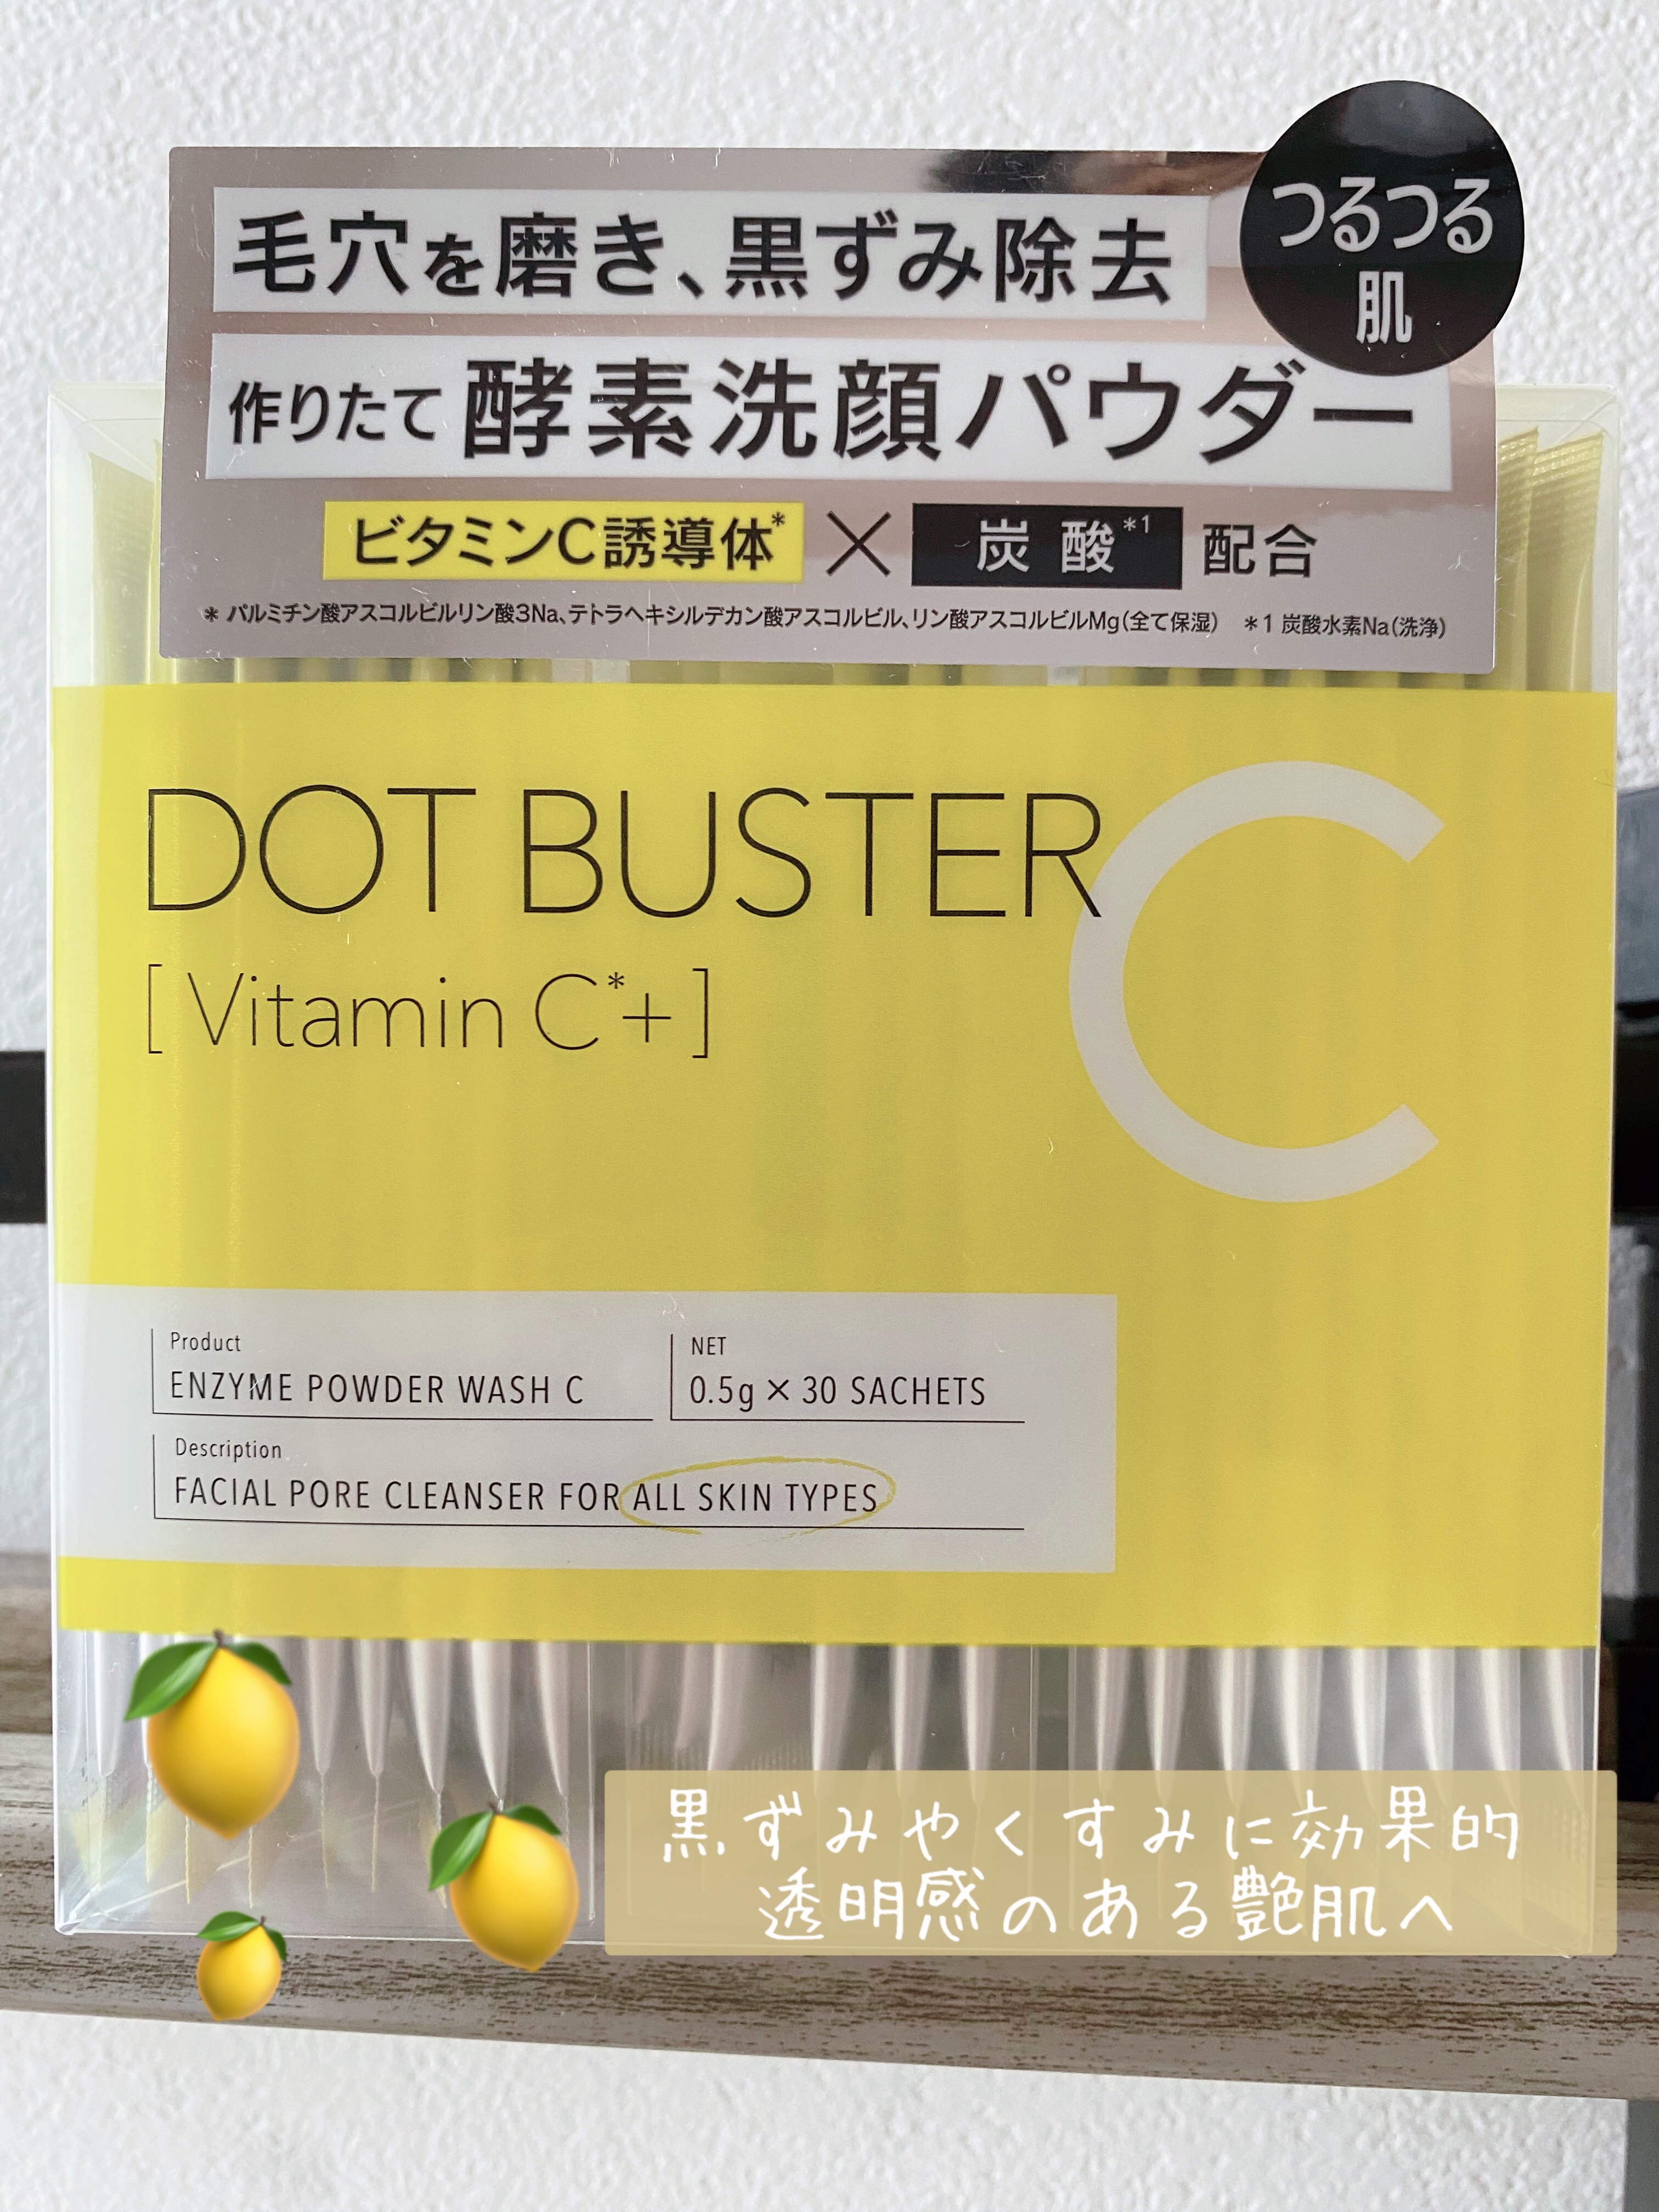 つるつる
肌
毛穴を磨き、黒ずみ除去
作りたて酵素洗顔パウダー
ビタミンC誘導体* × 炭酸*1 配合
* パルミチン酸アスコルビルリン酸3Na、テトラヘキシルデカン酸アスコルビル、リン酸アスコルビルMg(全て保湿) *1 炭酸水素Na(洗浄)
DOT BUSTER C
[ Vitamin C*+ ]
Product
ENZYME POWDER WASH C
NET
0.5g × 30 SACHETS
Description
FACIAL PORE CLEANSER FOR ALL SKIN TYPES
黒ずみやくすみに効果的
透明感のある艶肌へ